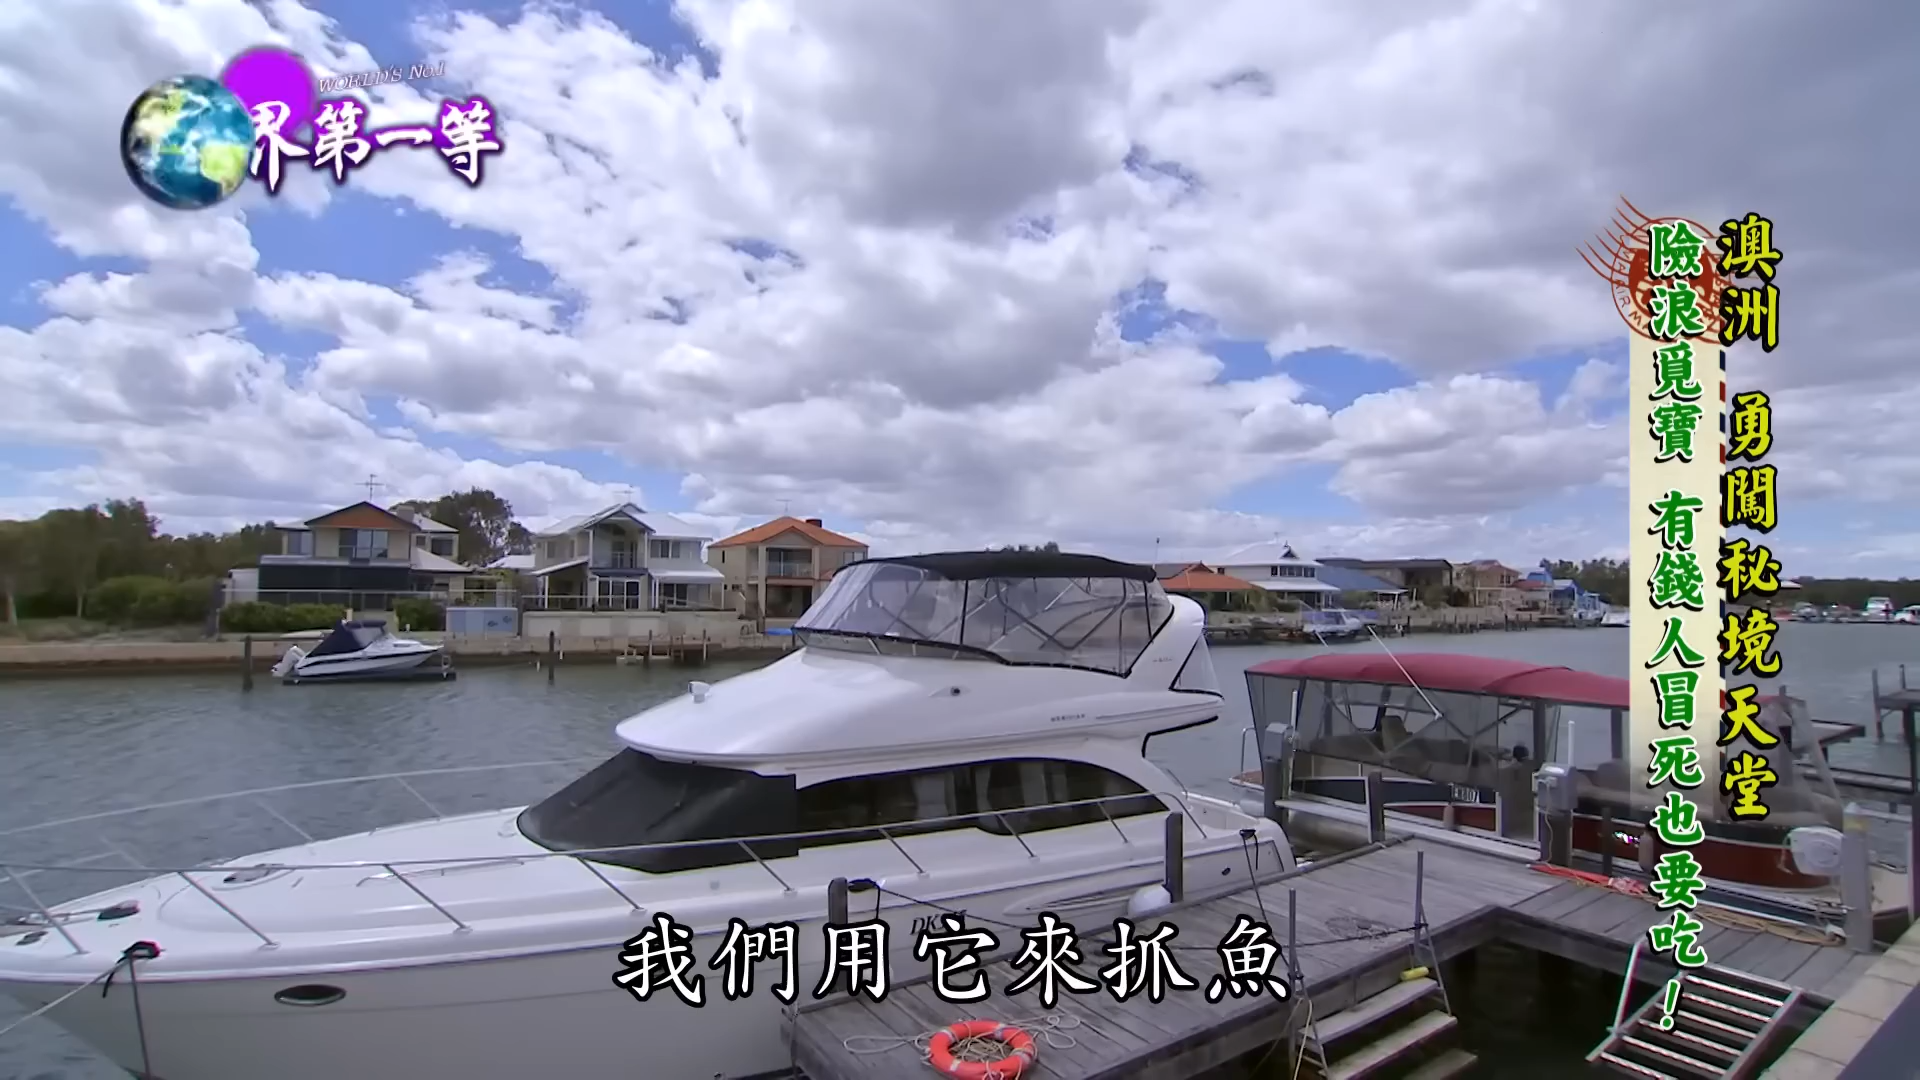 WORLD'S No.1
界第一等
澳洲 勇闖秘境天堂
險浪覓寶 有錢人冒死也要吃！
MERIDIAN
我們用它來抓魚